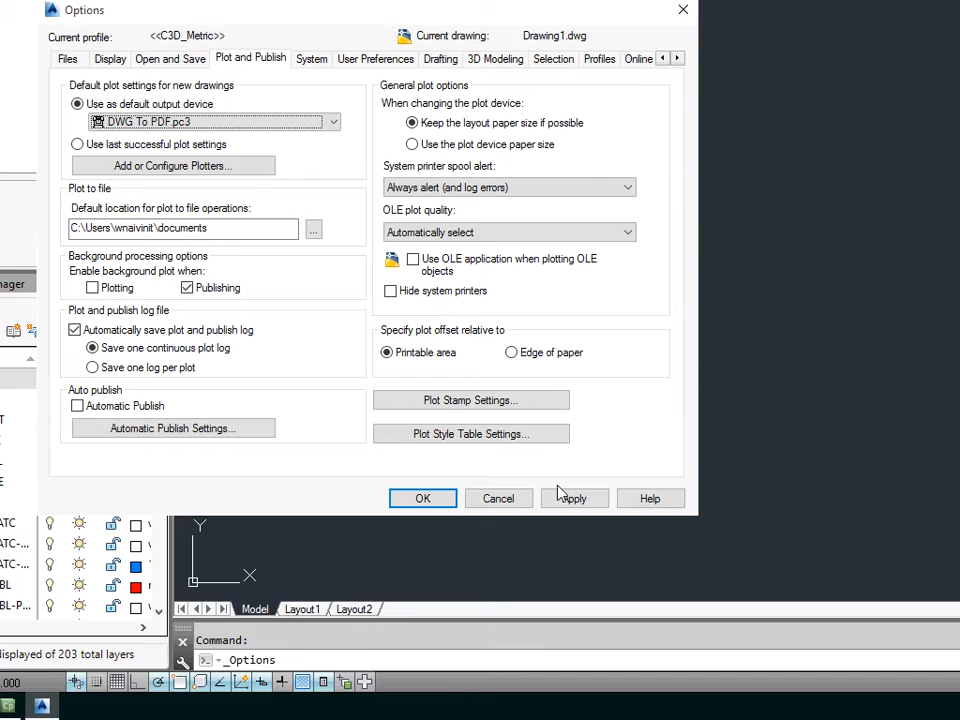 Options
Current profile: <<C3D_Metric>> Current drawing: Drawing1.dwg
Files Display Open and Save Plot and Publish System User Preferences Drafting 3D Modeling Selection Profiles Online
Default plot settings for new drawings
Use as default output device
DWG To PDF.pc3
Use last successful plot settings
Add or Configure Plotters...
Plot to file
Default location for plot to file operations:
C:\Users\wnaivinit\documents
...
Background processing options
Enable background plot when:
Plotting Publishing
Plot and publish log file
Automatically save plot and publish log
Save one continuous plot log
Save one log per plot
Auto publish
Automatic Publish
Automatic Publish Settings...
General plot options
When changing the plot device:
Keep the layout paper size if possible
Use the plot device paper size
System printer spool alert:
Always alert (and log errors)
OLE plot quality:
Automatically select
Use OLE application when plotting OLE
objects
Hide system printers
Specify plot offset relative to
Printable area Edge of paper
Plot Stamp Settings...
Plot Style Table Settings...
OK Cancel Apply Help
nager
T
E
ATC
ATC-...
ATC-...
BL
BL-P...
isplayed of 203 total layers
Y
X
Model Layout1 Layout2
Command:
_Options
.000
Cp